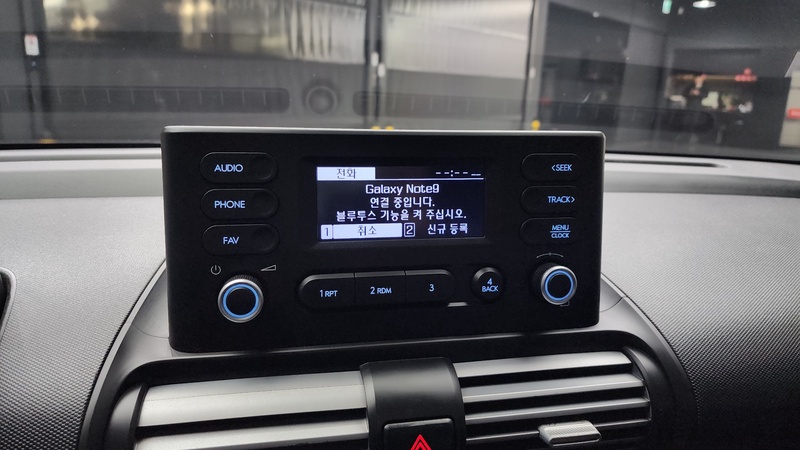 AUDIO
PHONE
FAV
전화 --:--
Galaxy Note9
연결 중입니다.
블루투스 기능을 켜 주십시오.
1 취소 2 신규 등록
<SEEK
TRACK>
MENU
CLOCK
1 RPT
2 RDM
3
4
BACK